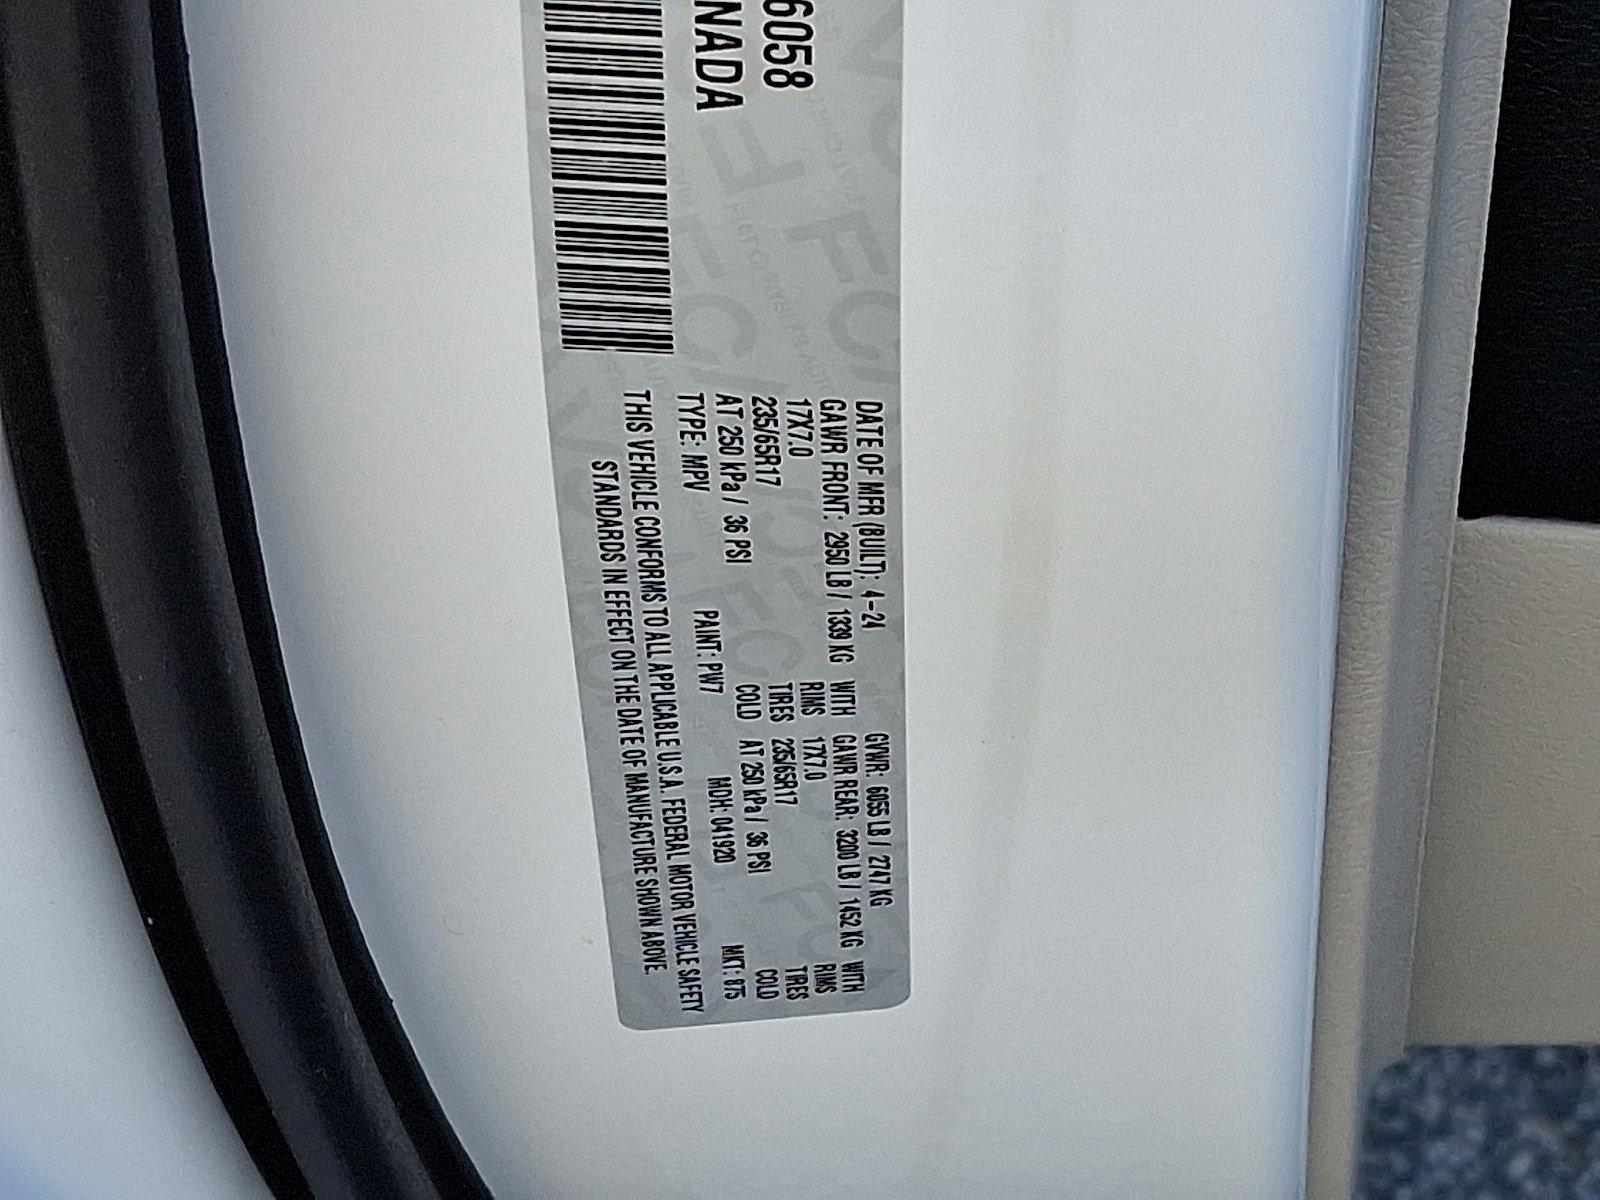 6058
NADA
DATE OF MFR (BUILT): 4-24 GVWR: 6055 LB / 2747 KG
GAWR FRONT: 2950 LB / 1339 KG WITH GAWR REAR: 3200 LB / 1452 KG WITH
17X7.0 RIMS 17X7.0 RIMS
235/65R17 TIRES 235/65R17 TIRES
AT 250 kPa / 36 PSI COLD AT 250 kPa / 36 PSI COLD
TYPE: MPV PAINT: PW7 MDH: 041920 MKT: 875
THIS VEHICLE CONFORMS TO ALL APPLICABLE U.S.A. FEDERAL MOTOR VEHICLE SAFETY
STANDARDS IN EFFECT ON THE DATE OF MANUFACTURE SHOWN ABOVE.